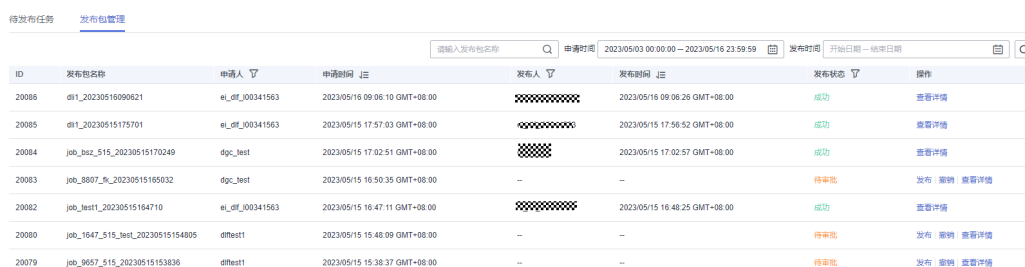 待发布任务 发布包管理
请输入发布包名称 申请时间 2023/05/03 00:00:00 – 2023/05/16 23:59:59 发布时间 开始日期 – 结束日期
ID 发布包名称 申请人 申请时间 发布人 发布时间 发布状态 操作
20086 dli1_20230516090621 ei_dlf_l00341563 2023/05/16 09:06:10 GMT+08:00 2023/05/16 09:06:26 GMT+08:00 成功 查看详情
20085 dli1_20230515175701 ei_dlf_l00341563 2023/05/15 17:57:03 GMT+08:00 2023/05/15 17:56:52 GMT+08:00 成功 查看详情
20084 job_bsz_515_20230515170249 dgc_test 2023/05/15 17:02:51 GMT+08:00 2023/05/15 17:02:57 GMT+08:00 成功 查看详情
20083 job_8807_fk_20230515165032 dgc_test 2023/05/15 16:50:35 GMT+08:00 -- -- 待审批 发布 | 撤销 | 查看详情
20082 job_test1_20230515164710 ei_dlf_l00341563 2023/05/15 16:47:11 GMT+08:00 2023/05/15 16:48:25 GMT+08:00 成功 查看详情
20080 job_1647_515_test_20230515154805 dlftest1 2023/05/15 15:48:09 GMT+08:00 -- -- 待审批 发布 | 撤销 | 查看详情
20079 job_9657_515_20230515153836 dlftest1 2023/05/15 15:38:37 GMT+08:00 -- -- 待审批 发布 | 撤销 | 查看详情